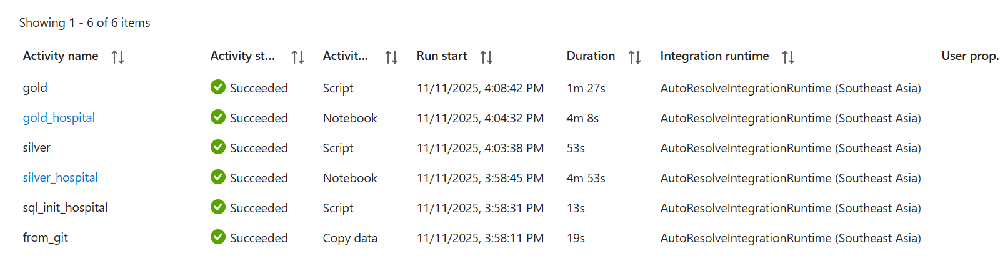 Showing 1 - 6 of 6 items
Activity name Activity st... Activit... Run start Duration Integration runtime User prop.
gold Succeeded Script 11/11/2025, 4:08:42 PM 1m 27s AutoResolveIntegrationRuntime (Southeast Asia)
gold_hospital Succeeded Notebook 11/11/2025, 4:04:32 PM 4m 8s AutoResolveIntegrationRuntime (Southeast Asia)
silver Succeeded Script 11/11/2025, 4:03:38 PM 53s AutoResolveIntegrationRuntime (Southeast Asia)
silver_hospital Succeeded Notebook 11/11/2025, 3:58:45 PM 4m 53s AutoResolveIntegrationRuntime (Southeast Asia)
sql_init_hospital Succeeded Script 11/11/2025, 3:58:31 PM 13s AutoResolveIntegrationRuntime (Southeast Asia)
from_git Succeeded Copy data 11/11/2025, 3:58:11 PM 19s AutoResolveIntegrationRuntime (Southeast Asia)